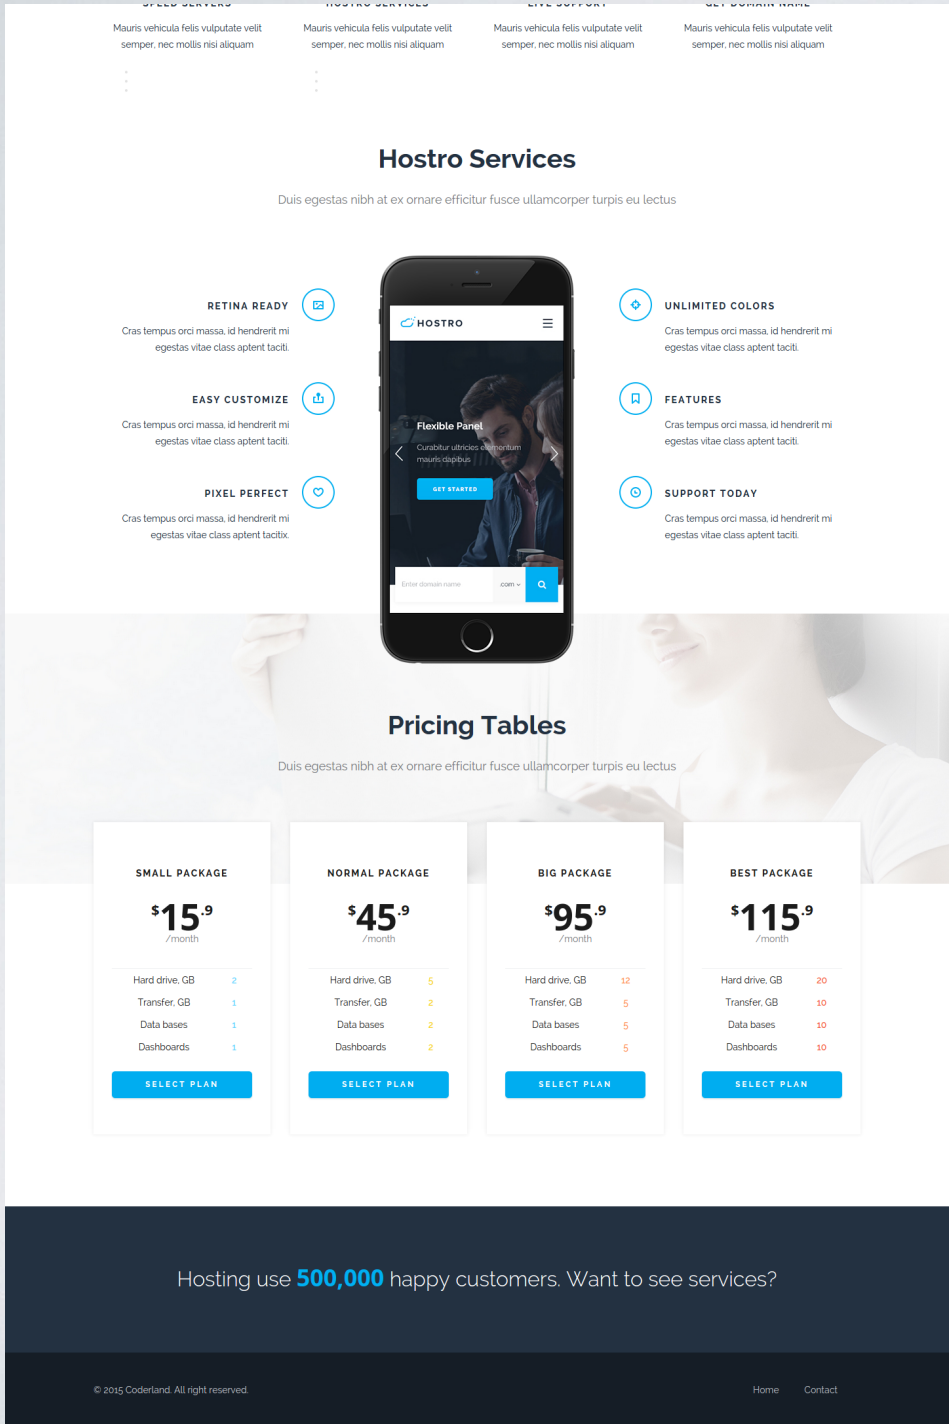 SPEED SERVERS
HOSTRO SERVICES
LIVE SUPPORT
GET DOMAIN NAME
Mauris vehicula felis vulputate velit
semper, nec mollis nisi aliquam
Mauris vehicula felis vulputate velit
semper, nec mollis nisi aliquam
Mauris vehicula felis vulputate velit
semper, nec mollis nisi aliquam
Mauris vehicula felis vulputate velit
semper, nec mollis nisi aliquam
Hostro Services
Duis egestas nibh at ex ornare efficitur fusce ullamcorper turpis eu lectus
RETINA READY
Cras tempus orci massa, id hendrerit mi
egestas vitae class aptent taciti.
EASY CUSTOMIZE
Cras tempus orci massa, id hendrerit mi
egestas vitae class aptent taciti.
PIXEL PERFECT
Cras tempus orci massa, id hendrerit mi
egestas vitae class aptent tacitix.
HOSTRO
Flexible Panel
Curabitur ultricies elementum
mauris dapibus
GET STARTED
Enter domain name
.com
UNLIMITED COLORS
Cras tempus orci massa, id hendrerit mi
egestas vitae class aptent taciti.
FEATURES
Cras tempus orci massa, id hendrerit mi
egestas vitae class aptent taciti.
SUPPORT TODAY
Cras tempus orci massa, id hendrerit mi
egestas vitae class aptent taciti.
Pricing Tables
Duis egestas nibh at ex ornare efficitur fusce ullamcorper turpis eu lectus
SMALL PACKAGE
$15.9
/month
Hard drive, GB 2
Transfer, GB 1
Data bases 1
Dashboards 1
SELECT PLAN
NORMAL PACKAGE
$45.9
/month
Hard drive, GB 5
Transfer, GB 2
Data bases 2
Dashboards 2
SELECT PLAN
BIG PACKAGE
$95.9
/month
Hard drive, GB 12
Transfer, GB 5
Data bases 5
Dashboards 5
SELECT PLAN
BEST PACKAGE
$115.9
/month
Hard drive, GB 20
Transfer, GB 10
Data bases 10
Dashboards 10
SELECT PLAN
Hosting use 500,000 happy customers. Want to see services?
© 2015 Coderland. All right reserved.
Home
Contact